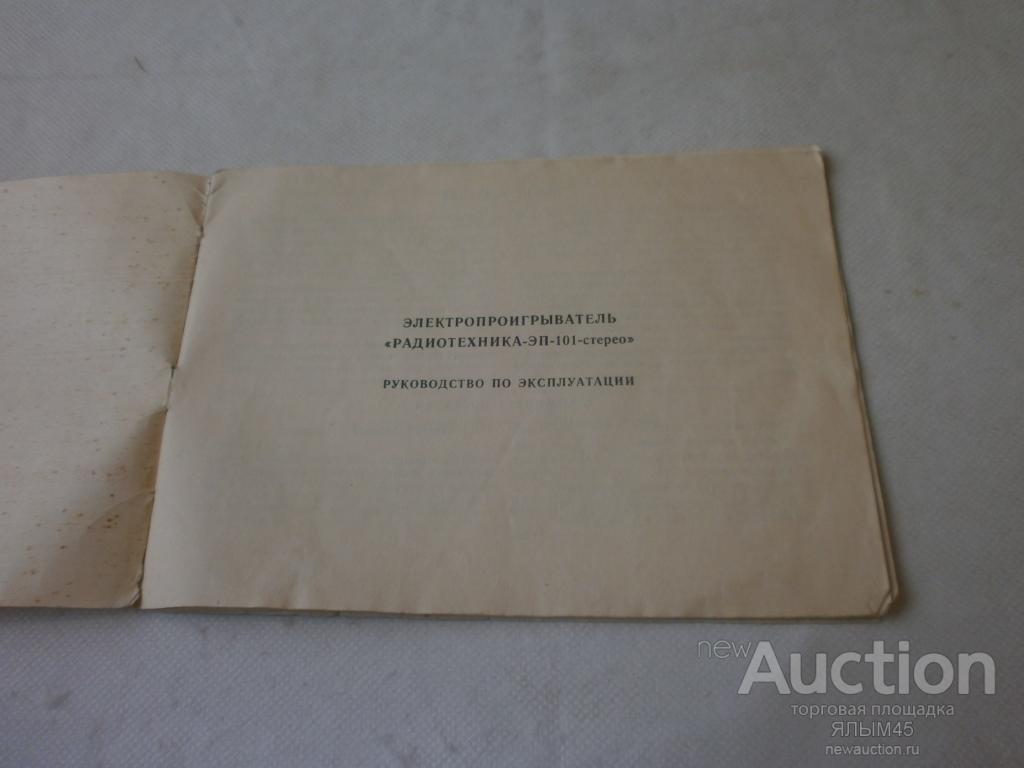 ЭЛЕКТРОПРОИГРЫВАТЕЛЬ
«РАДИОТЕХНИКА-ЭП-101-стерео»
РУКОВОДСТВО ПО ЭКСПЛУАТАЦИИ
new Auction
торговая площадка
ЯЛЫМ45
newauction.ru